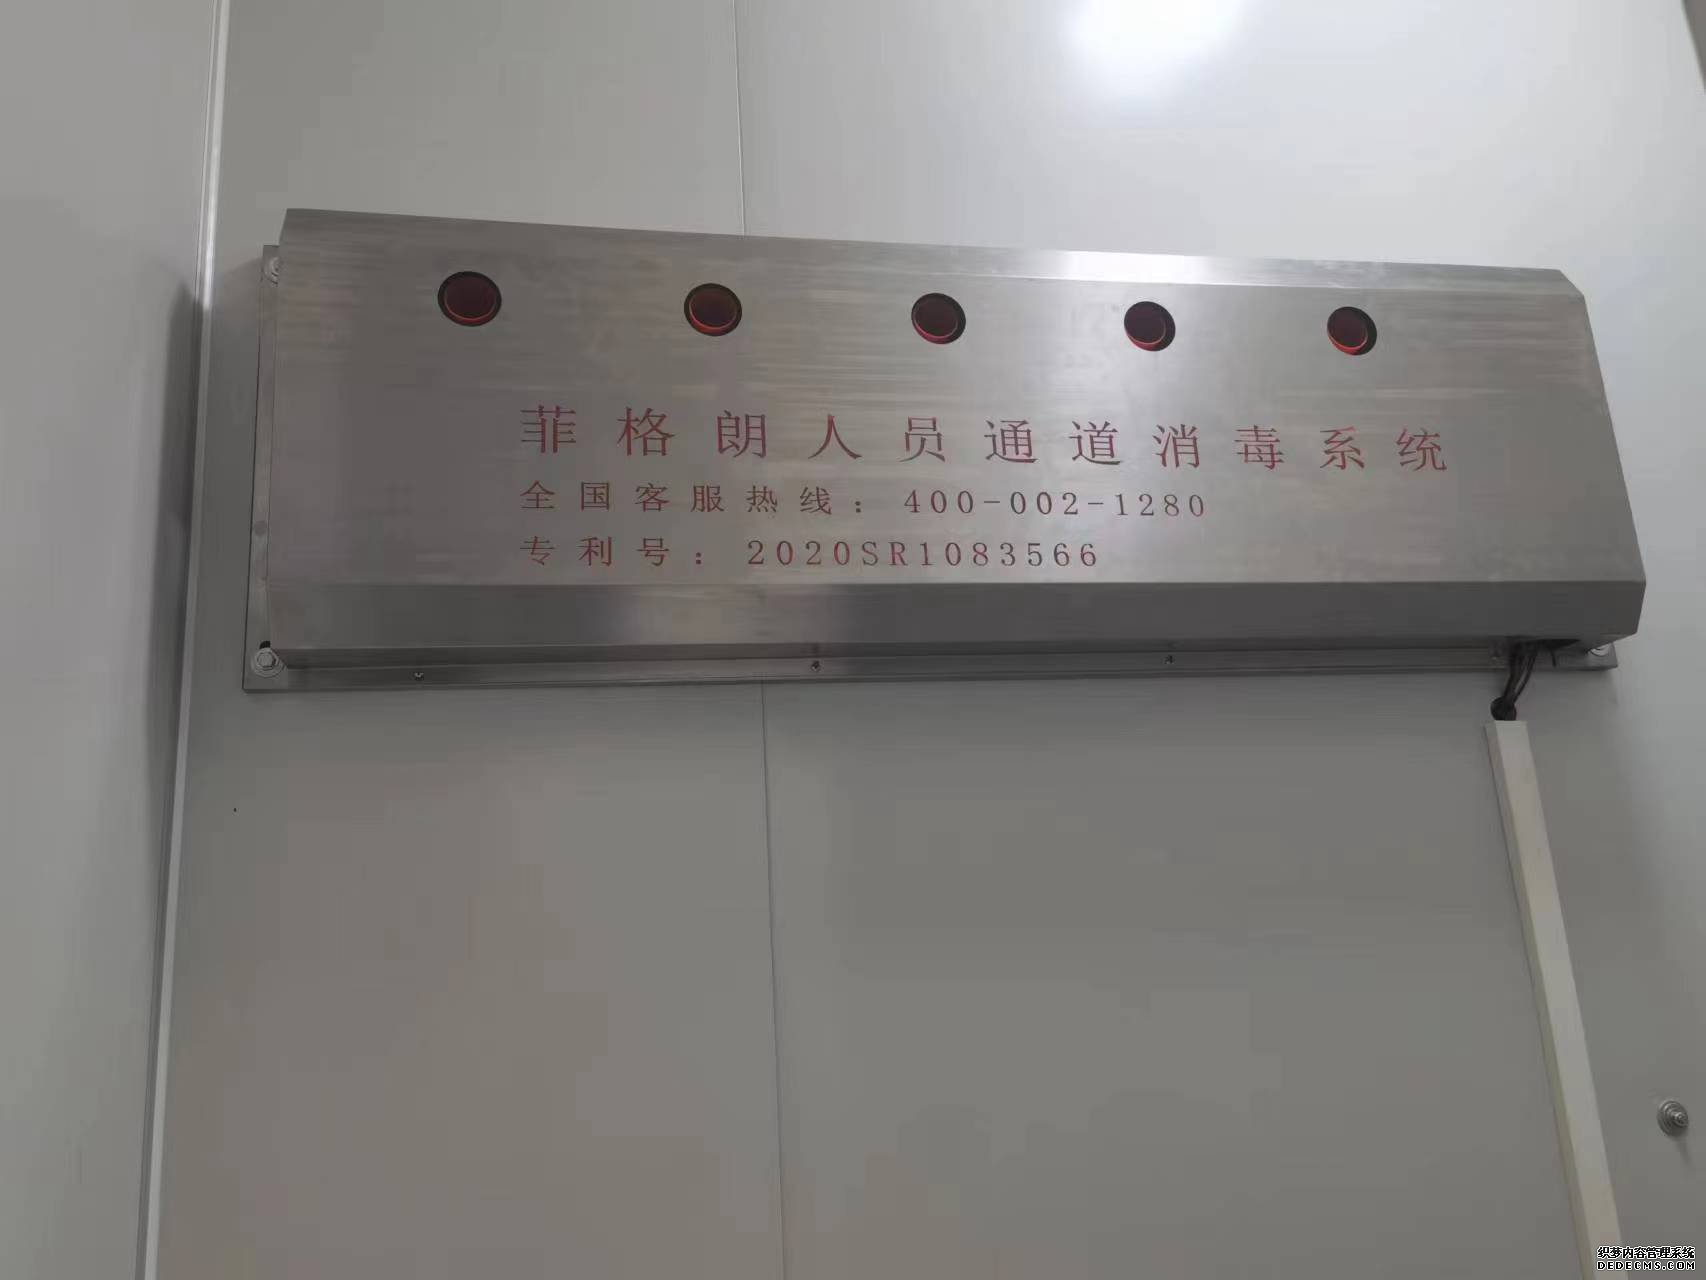 菲格朗人员通道消毒系统
全国客服热线：400-002-1280
专利号：2020SR1083566
织梦内容管理系统
DEDECMS.COM